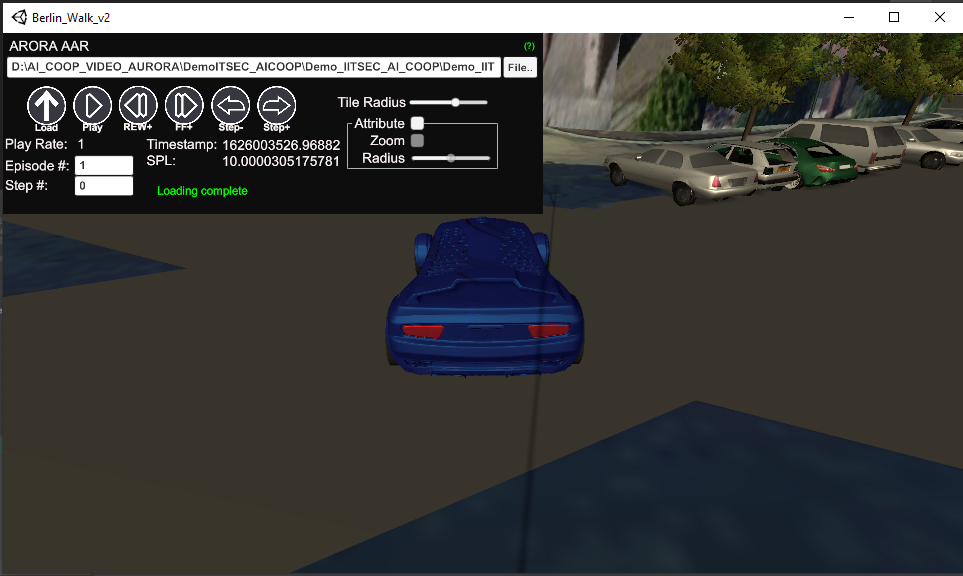 Berlin_Walk_v2
ARORA AAR (?)
D:\AI_COOP_VIDEO_AURORA\DemoITSEC_AICOOP\Demo_IITSEC_AI_COOP\Demo_IIT File..
Load Play REW+ FF+ Step- Step+
Tile Radius
Attribute
Zoom
Radius
Play Rate: 1 Timestamp: 1626003526.96882
SPL: 10.0000305175781
Episode #: 1
Step #: 0
Loading complete